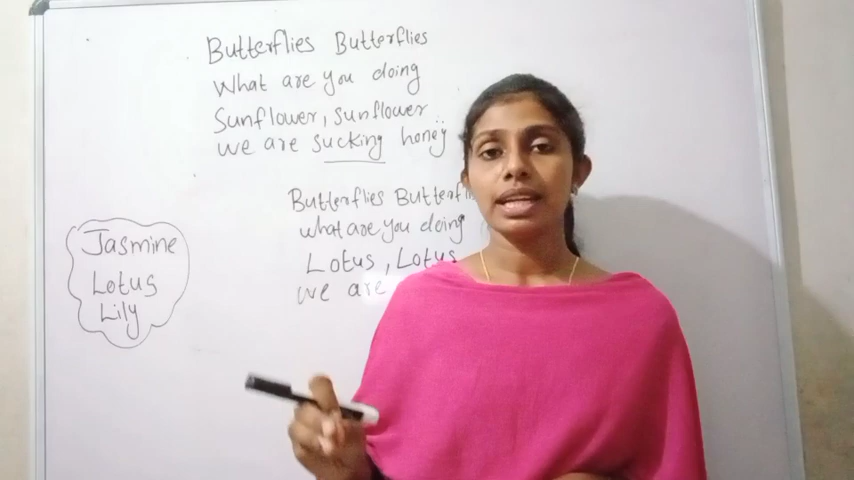 Butterflies Butterflies
What are you doing
Sunflower, sunflower
we are sucking honey
Butterflies
what are you doing
Lotus, Lotus
we are
Jasmine
Lotus
Lily